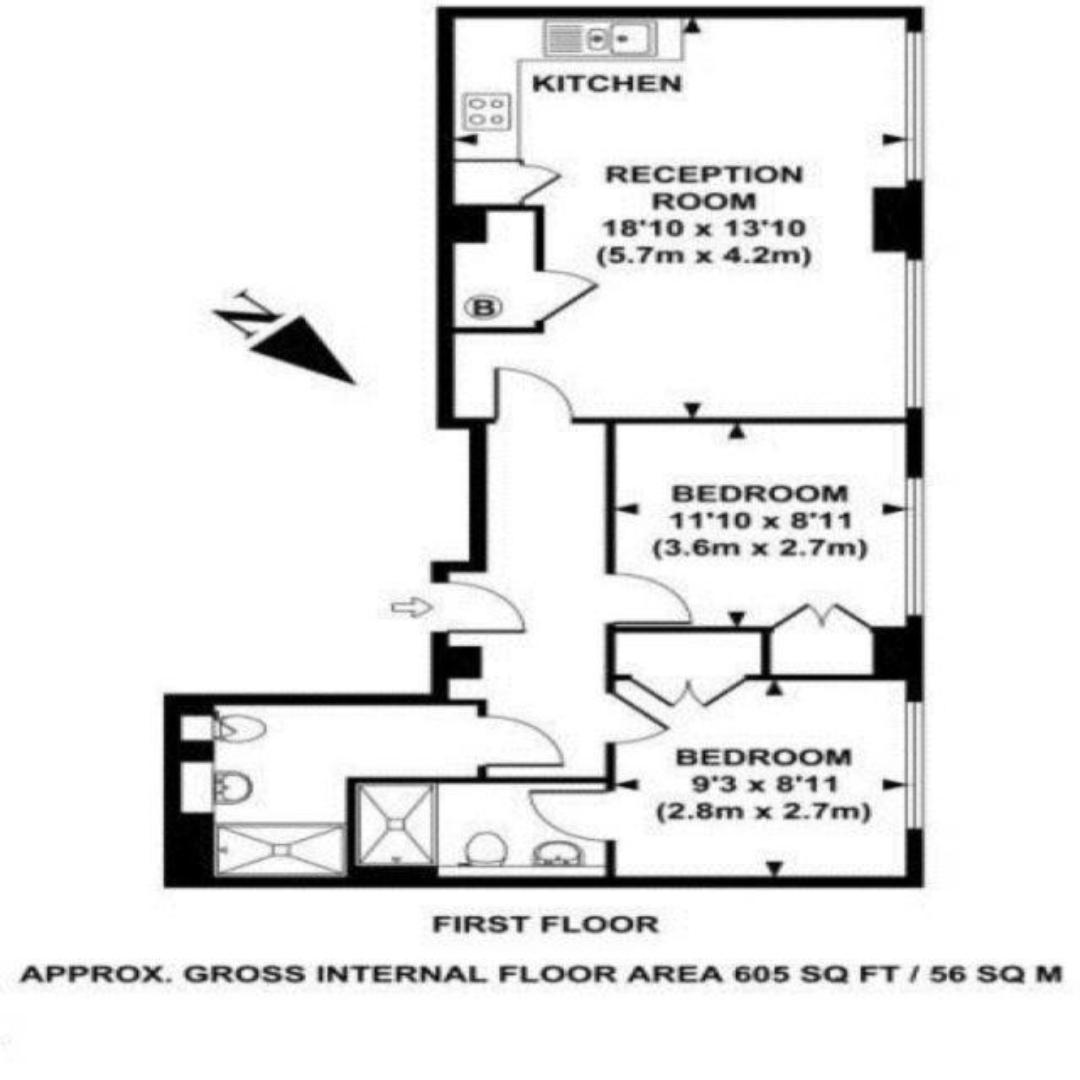 KITCHEN
RECEPTION
ROOM
18'10 x 13'10
(5.7m x 4.2m)
B
N
BEDROOM
11'10 x 8'11
(3.6m x 2.7m)
BEDROOM
9'3 x 8'11
(2.8m x 2.7m)
FIRST FLOOR
APPROX. GROSS INTERNAL FLOOR AREA 605 SQ FT / 56 SQ M